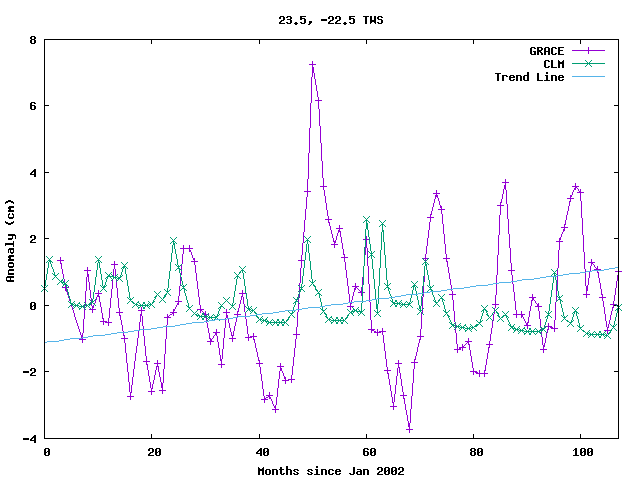 23.5, -22.5 TWS
GRACE
CLM
Trend Line
8
6
4
2
0
-2
-4
Anomaly (cm)
0 20 40 60 80 100
Months since Jan 2002